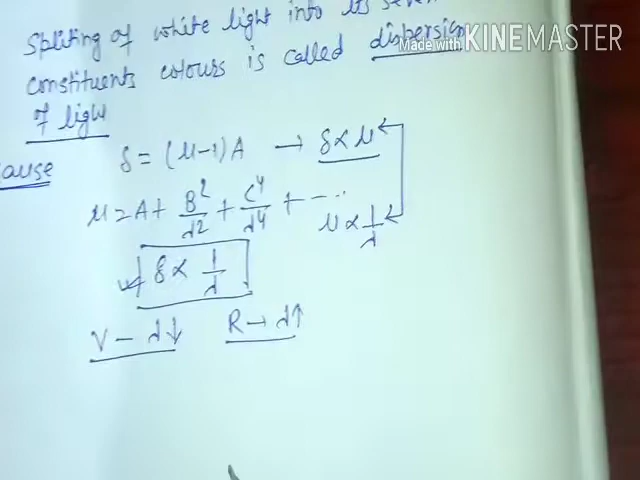 Spliting of white light into its seven
Made with KINEMASTER
constituents colours is called dispersion
of light
ause
δ = (μ-1)A → δ ∝ μ
μ = A + B²/λ2 + C⁴/λ4 + ---
μ ∝ 1/λ
δ ∝ 1/λ
V - λ↓ R → λ↑